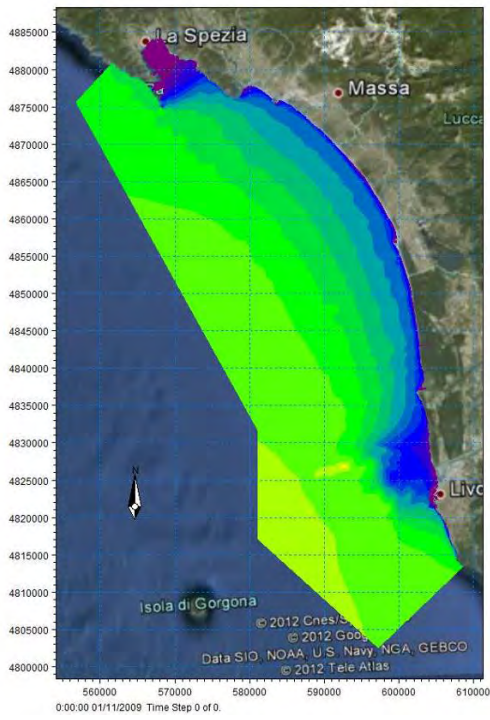 4885000
4880000
4875000
4870000
4865000
4860000
4855000
4850000
4845000
4840000
4835000
4830000
4825000
4820000
4815000
4810000
4805000
4800000
La Spezia
Massa
Lucca
Livo
N
Isola di Gorgona
© 2012 Cnes/S
© 2012 Goog
Data SIO, NOAA, U.S. Navy, NGA, GEBCO
© 2012 Tele Atlas
560000 570000 580000 590000 600000 610000
0:00:00 01/11/2009 Time Step 0 of 0.